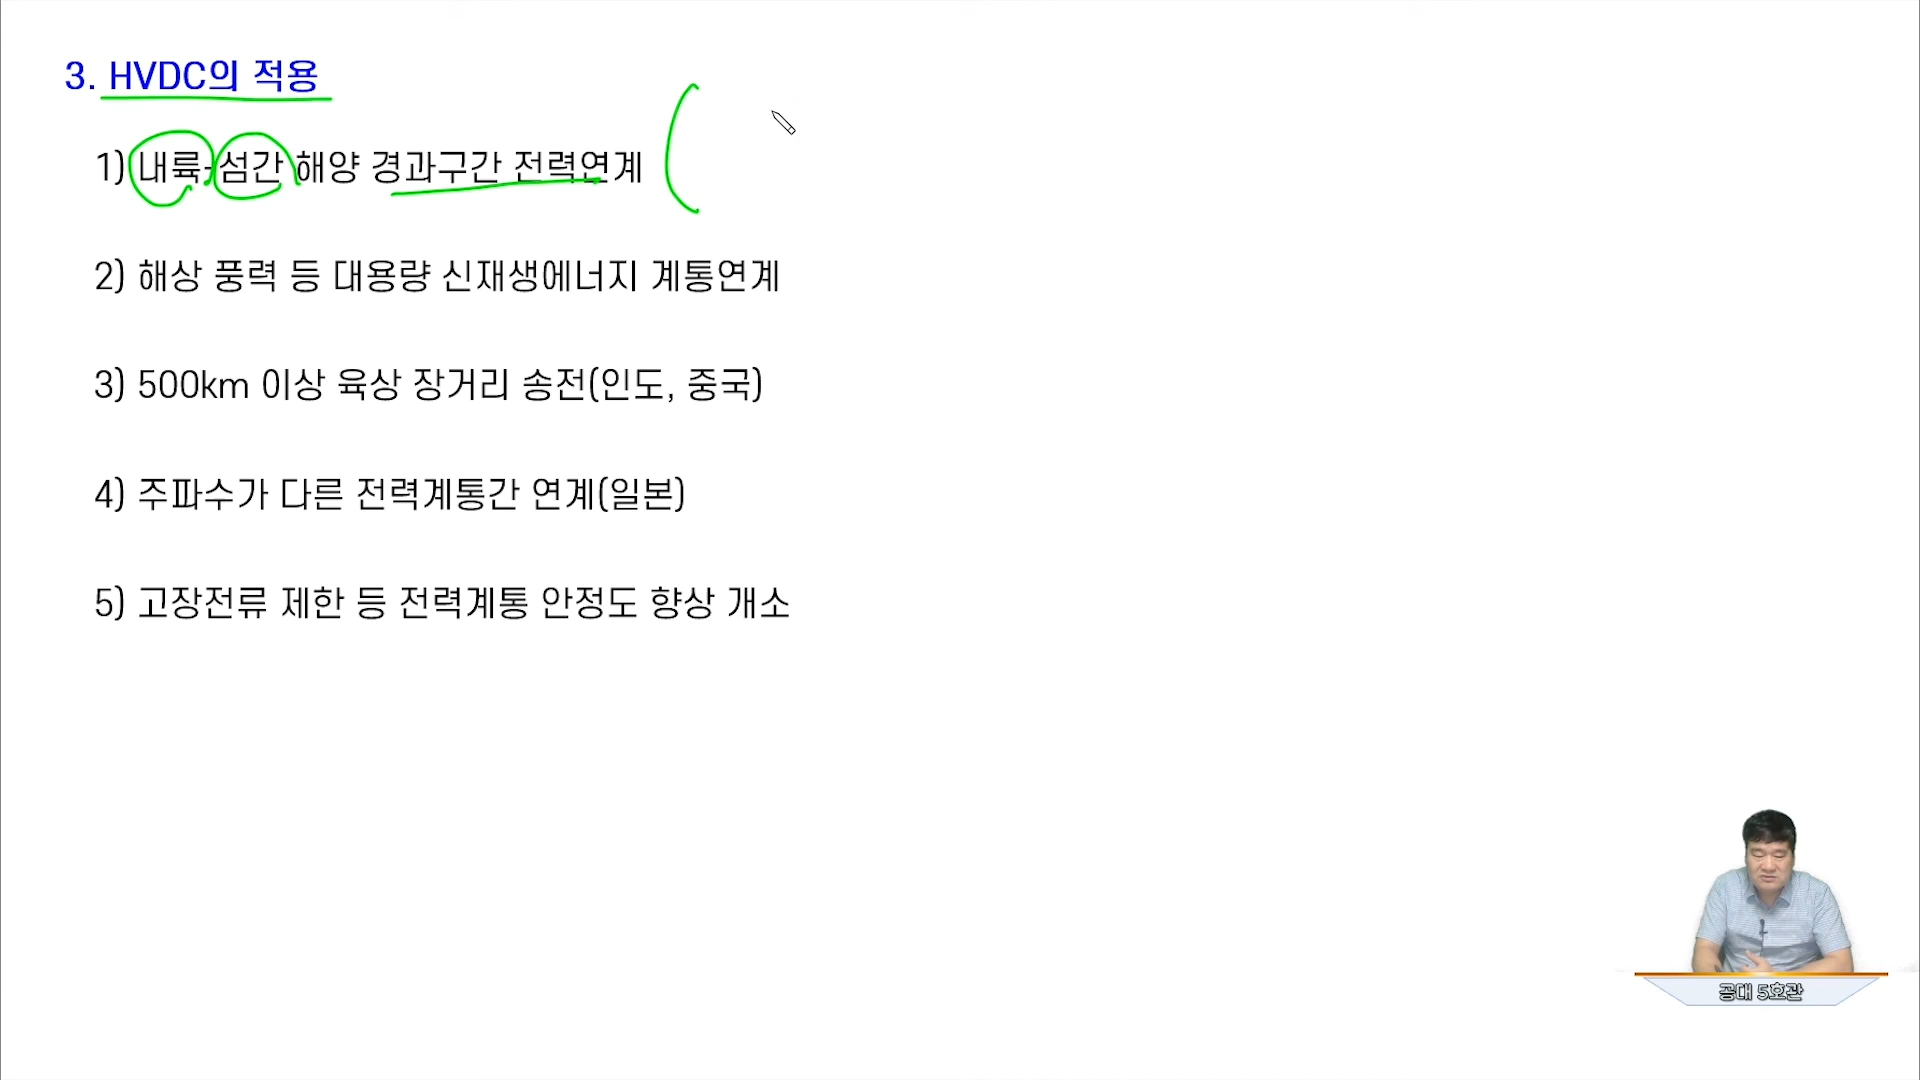 3. HVDC의 적용
1) 내륙-섬간 해양 경과구간 전력연계
2) 해상 풍력 등 대용량 신재생에너지 계통연계
3) 500km 이상 육상 장거리 송전(인도, 중국)
4) 주파수가 다른 전력계통간 연계(일본)
5) 고장전류 제한 등 전력계통 안정도 향상 개소
공대 5호관